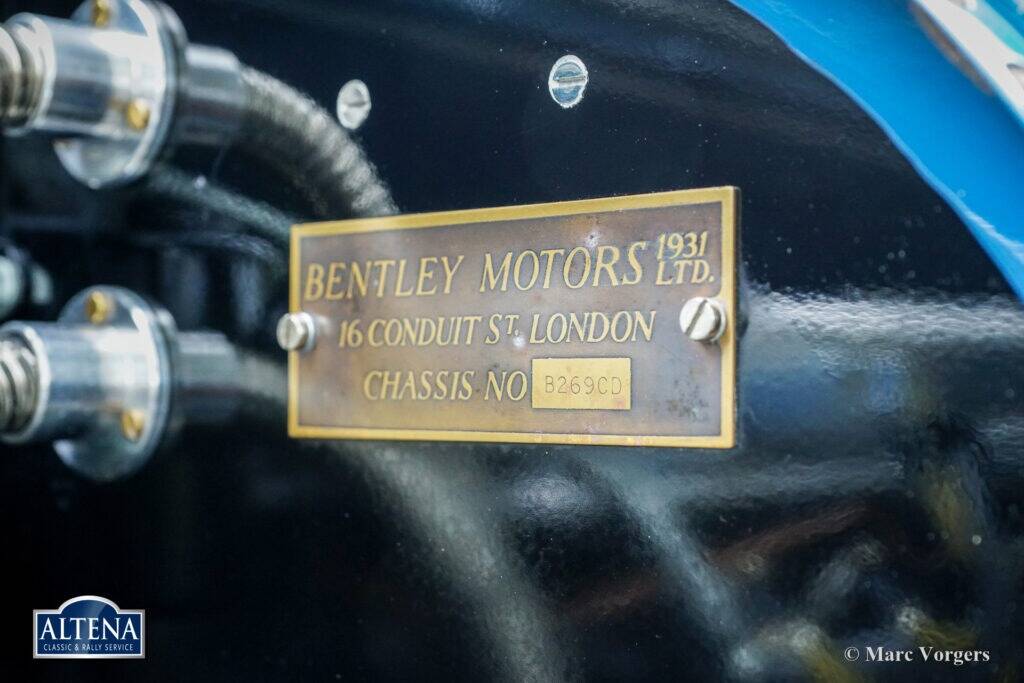 BENTLEY MOTORS 1931 LTD.
16 CONDUIT ST. LONDON
CHASSIS NO B269CD
ALTENA
CLASSIC & RALLY SERVICE
© Marc Vorgers